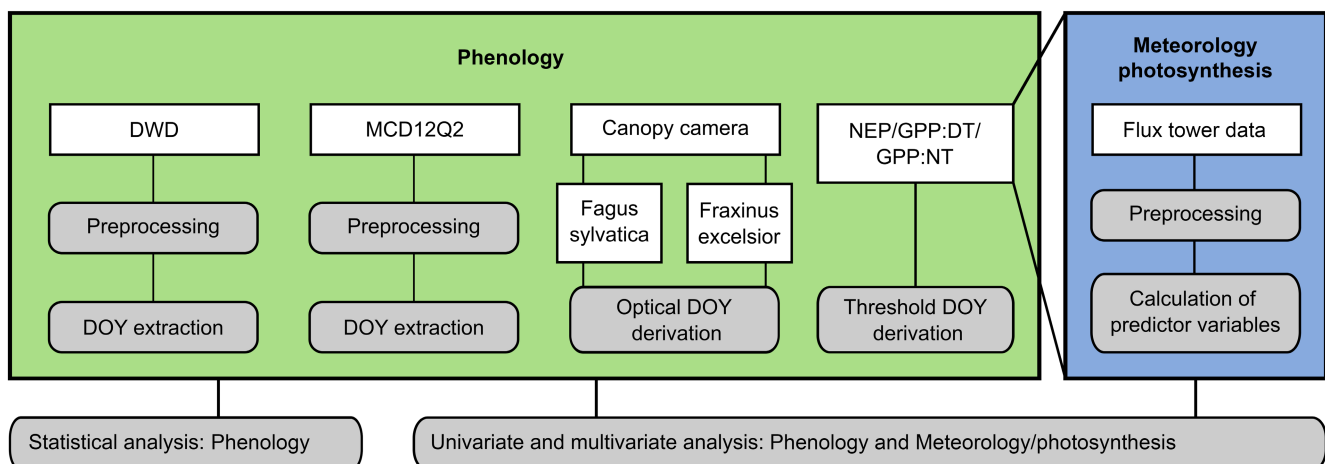 Phenology
DWD
Preprocessing
DOY extraction
MCD12Q2
Preprocessing
DOY extraction
Canopy camera
Fagus
sylvatica
Fraxinus
excelsior
Optical DOY
derivation
NEP/GPP:DT/
GPP:NT
Threshold DOY
derivation
Meteorology
photosynthesis
Flux tower data
Preprocessing
Calculation of
predictor variables
Statistical analysis: Phenology
Univariate and multivariate analysis: Phenology and Meteorology/photosynthesis